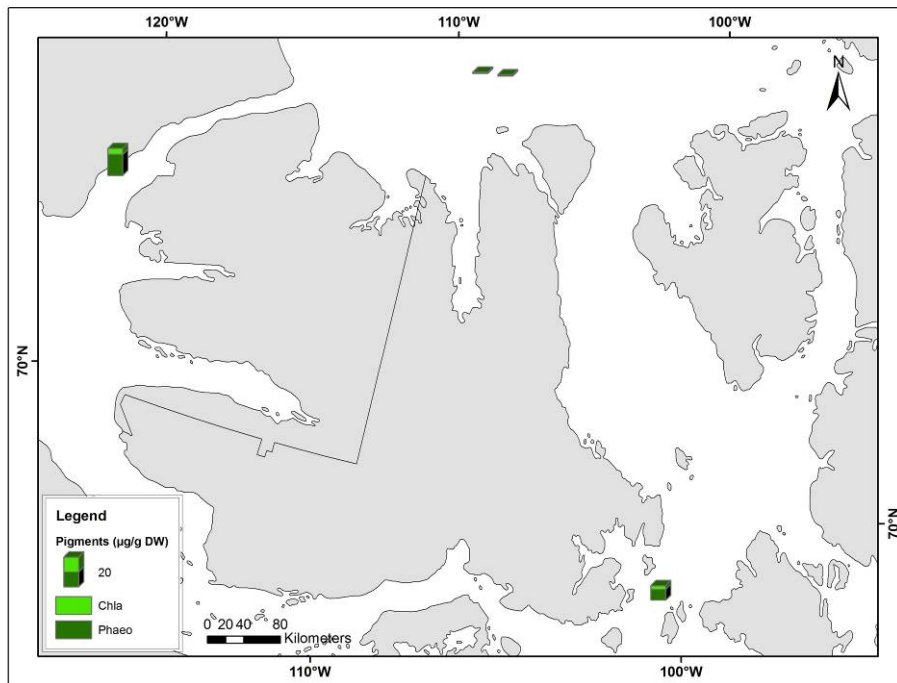 120°W 110°W 100°W
N
70°N
70°N
Legend
Pigments (µg/g DW)
20
Chla
Phaeo
0 20 40 80
Kilometers
110°W 100°W